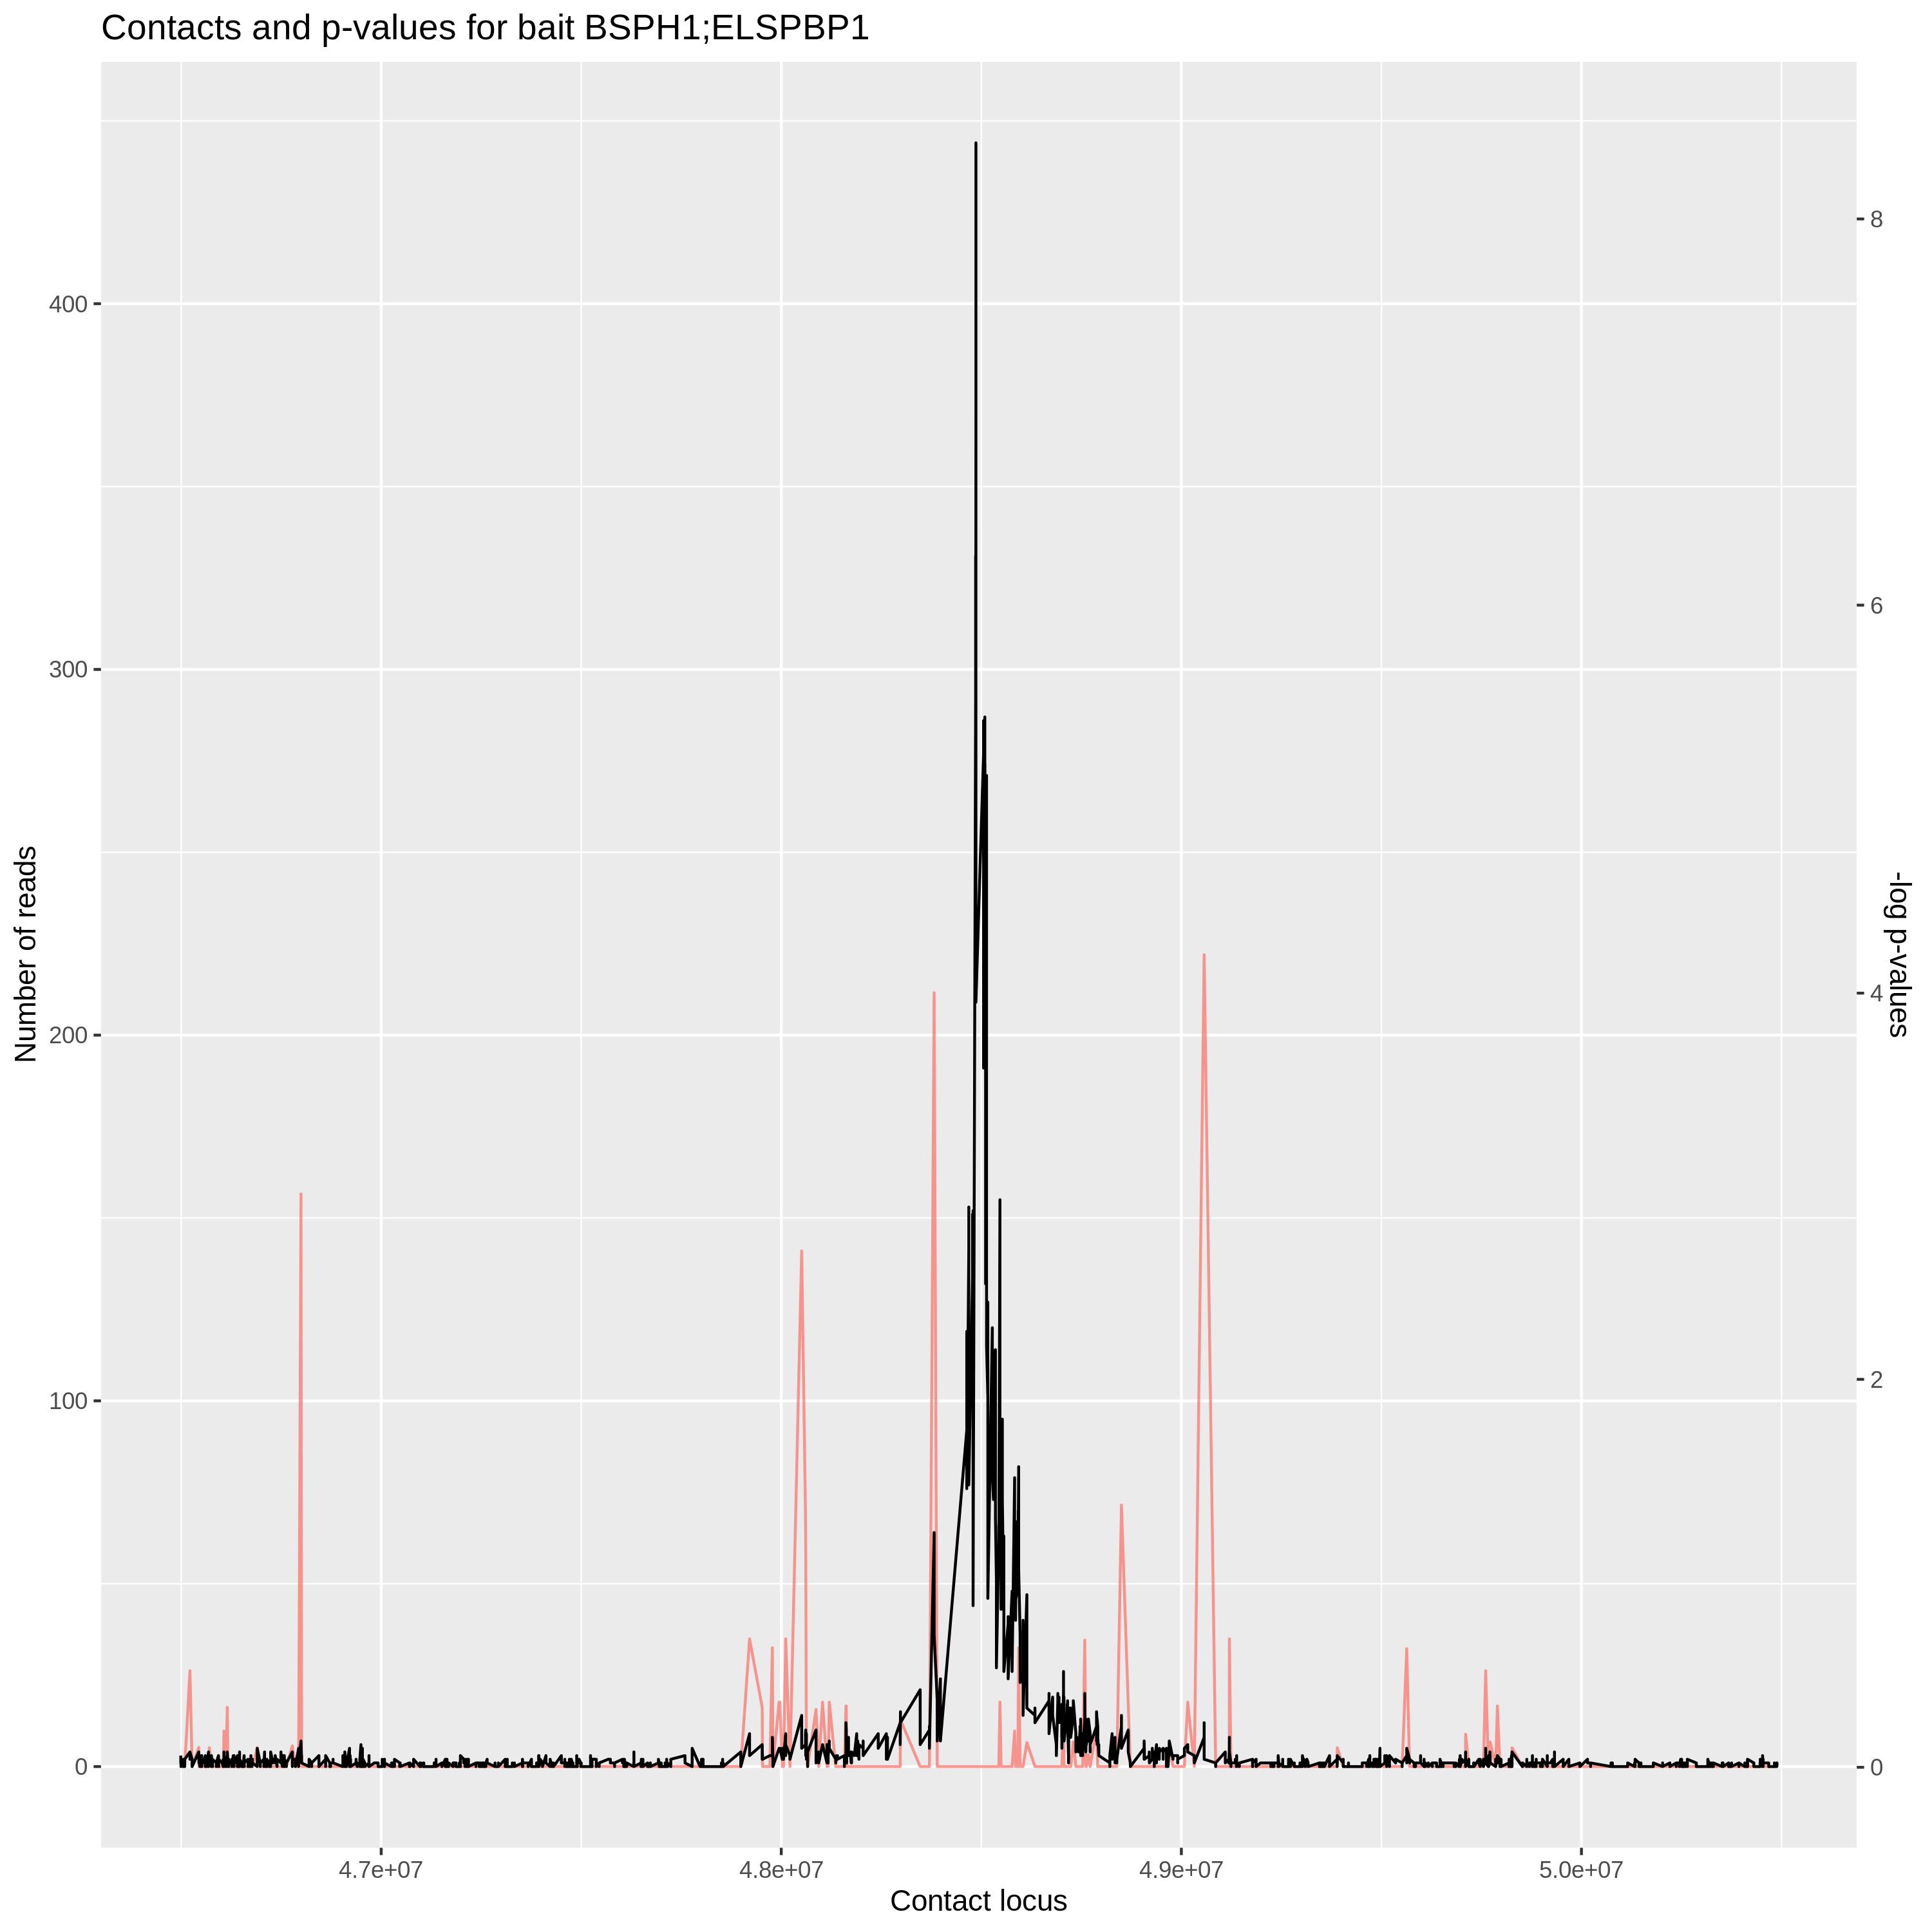 Contacts and p-values for bait BSPH1;ELSPBP1
Number of reads
400
300
200
100
0
8
6
4
2
0
-log p-values
4.7e+07
4.8e+07
4.9e+07
5.0e+07
Contact locus